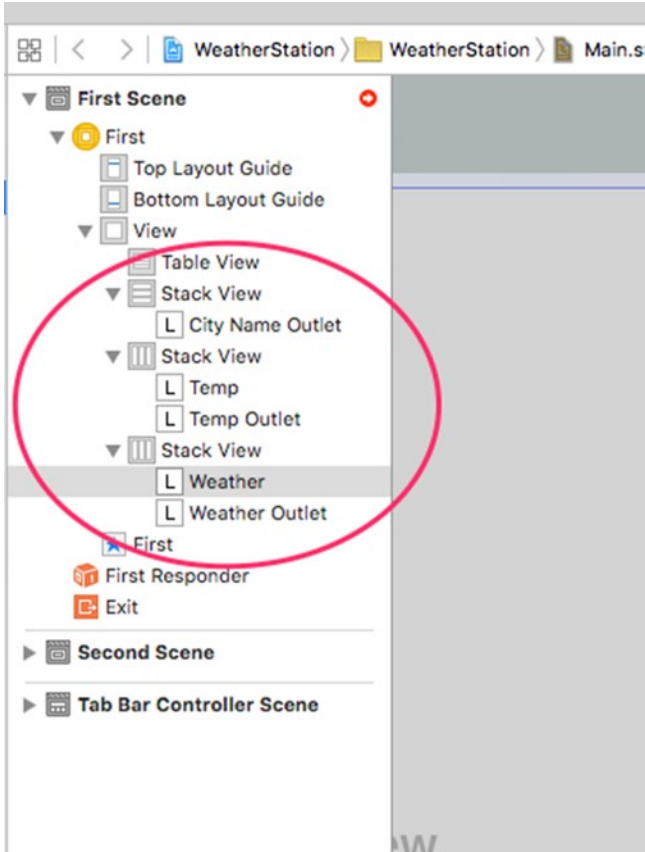 WeatherStation WeatherStation Main.s
First Scene
First
Top Layout Guide
Bottom Layout Guide
View
Table View
Stack View
L City Name Outlet
Stack View
L Temp
L Temp Outlet
Stack View
L Weather
L Weather Outlet
First
First Responder
Exit
Second Scene
Tab Bar Controller Scene
ew